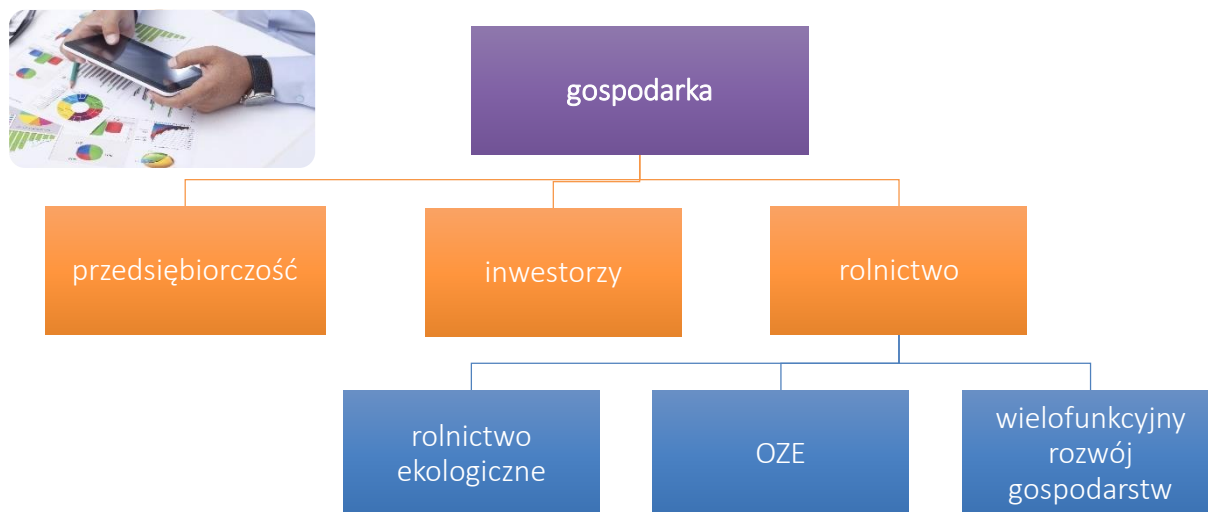 gospodarka
przedsiębiorczość
inwestorzy
rolnictwo
rolnictwo
ekologiczne
OZE
wielofunkcyjny
rozwój
gospodarstw